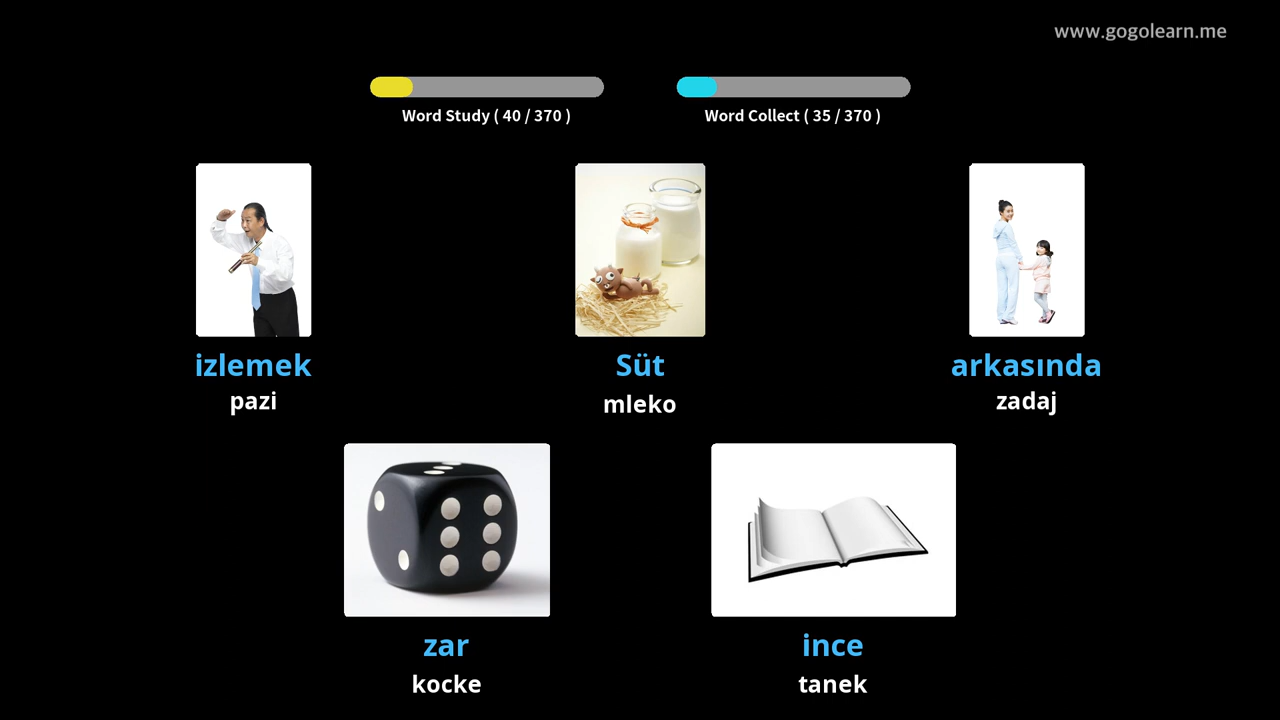 www.gogolearn.me
Word Study ( 40 / 370 )
Word Collect ( 35 / 370 )
izlemek
pazi
Süt
mleko
arkasında
zadaj
zar
kocke
ince
tanek